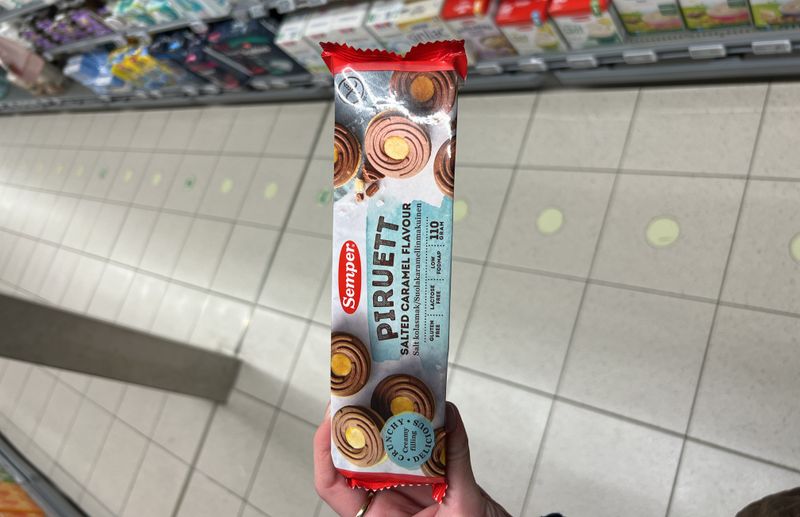 Semper.
PIRUETT
SALTED CARAMEL FLAVOUR
Salt kolasmak/Suolakaramellinmakuinen
GLUTEN FREE
LACTOSE FREE
LOW FODMAP
110 GRAM
CRUNCHY • DELICIOUS •
Creamy filling